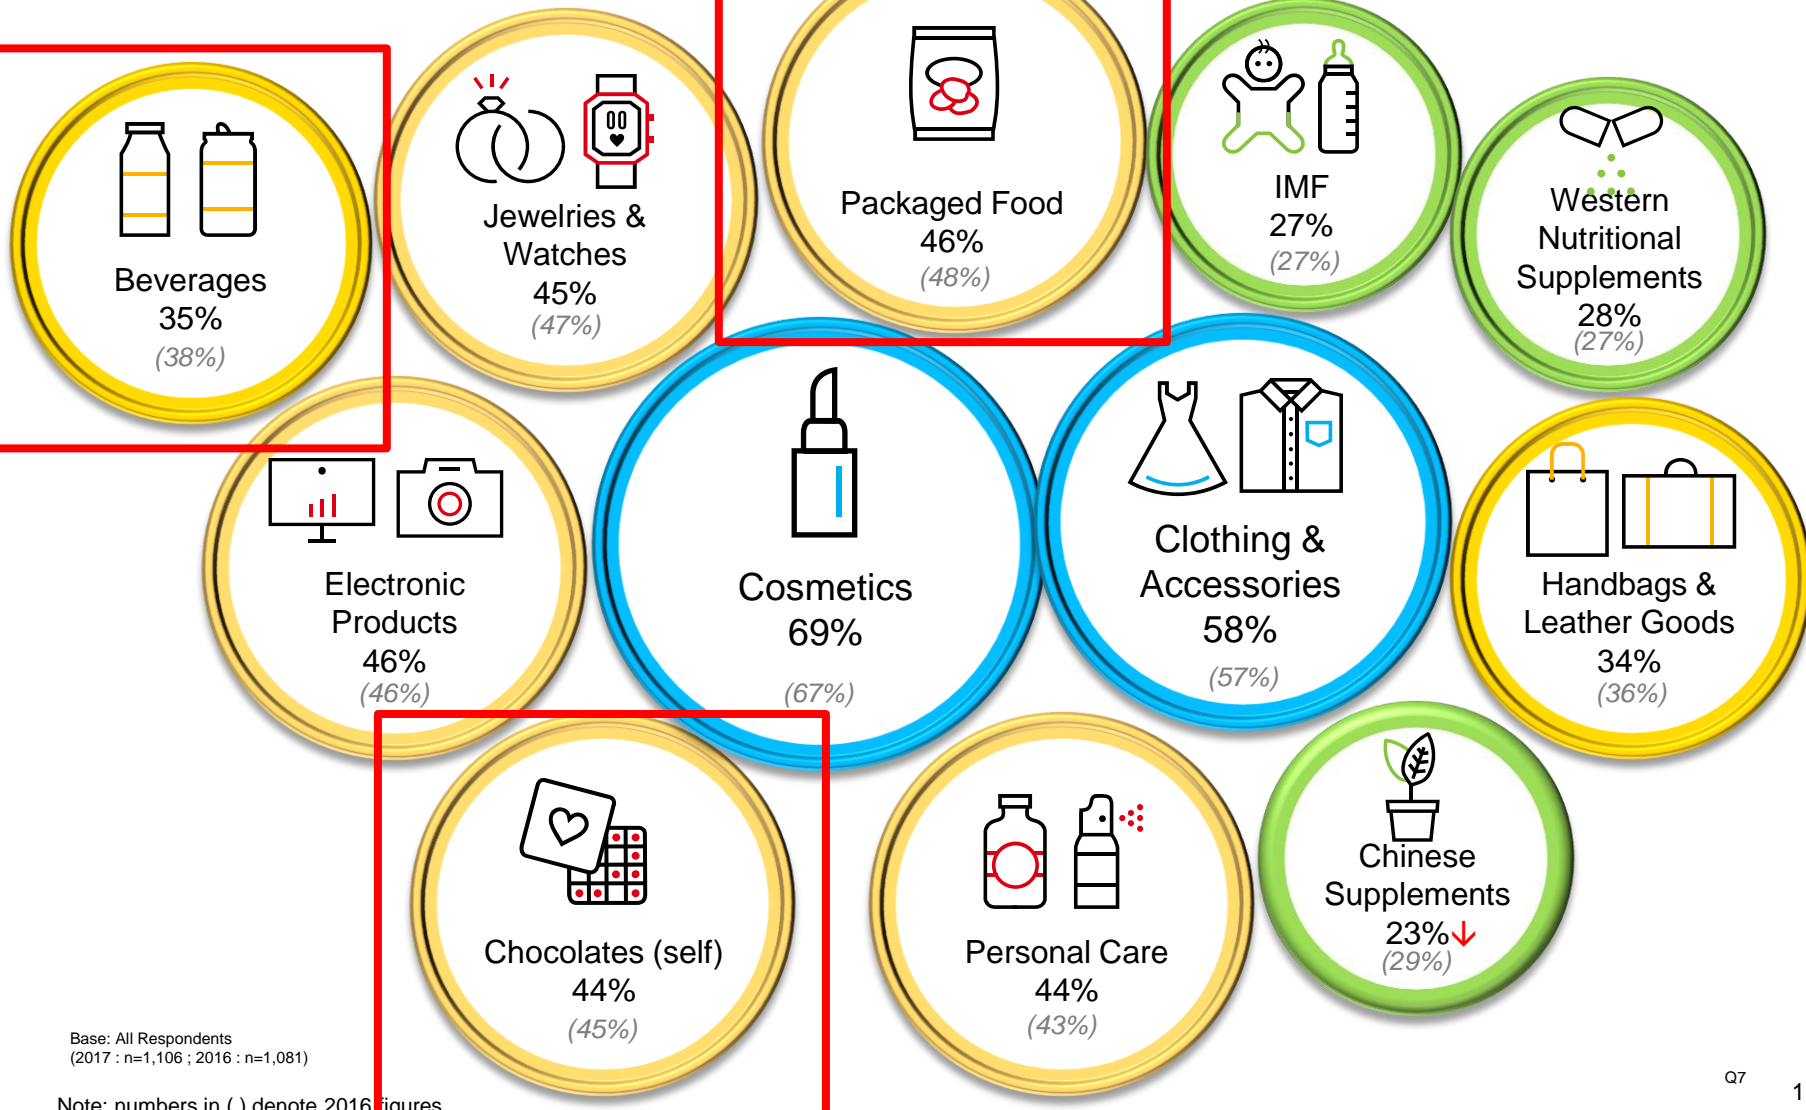 Beverages
35%
(38%)
Jewelries &
Watches
45%
(47%)
Packaged Food
46%
(48%)
IMF
27%
(27%)
Western
Nutritional
Supplements
28%
(27%)
Electronic
Products
46%
(46%)
Cosmetics
69%
(67%)
Clothing &
Accessories
58%
(57%)
Handbags &
Leather Goods
34%
(36%)
Chocolates (self)
44%
(45%)
Personal Care
44%
(43%)
Chinese
Supplements
23%
(29%)
Base: All Respondents
(2017 : n=1,106 ; 2016 : n=1,081)
Note: numbers in ( ) denote 2016 figures
Q7
1